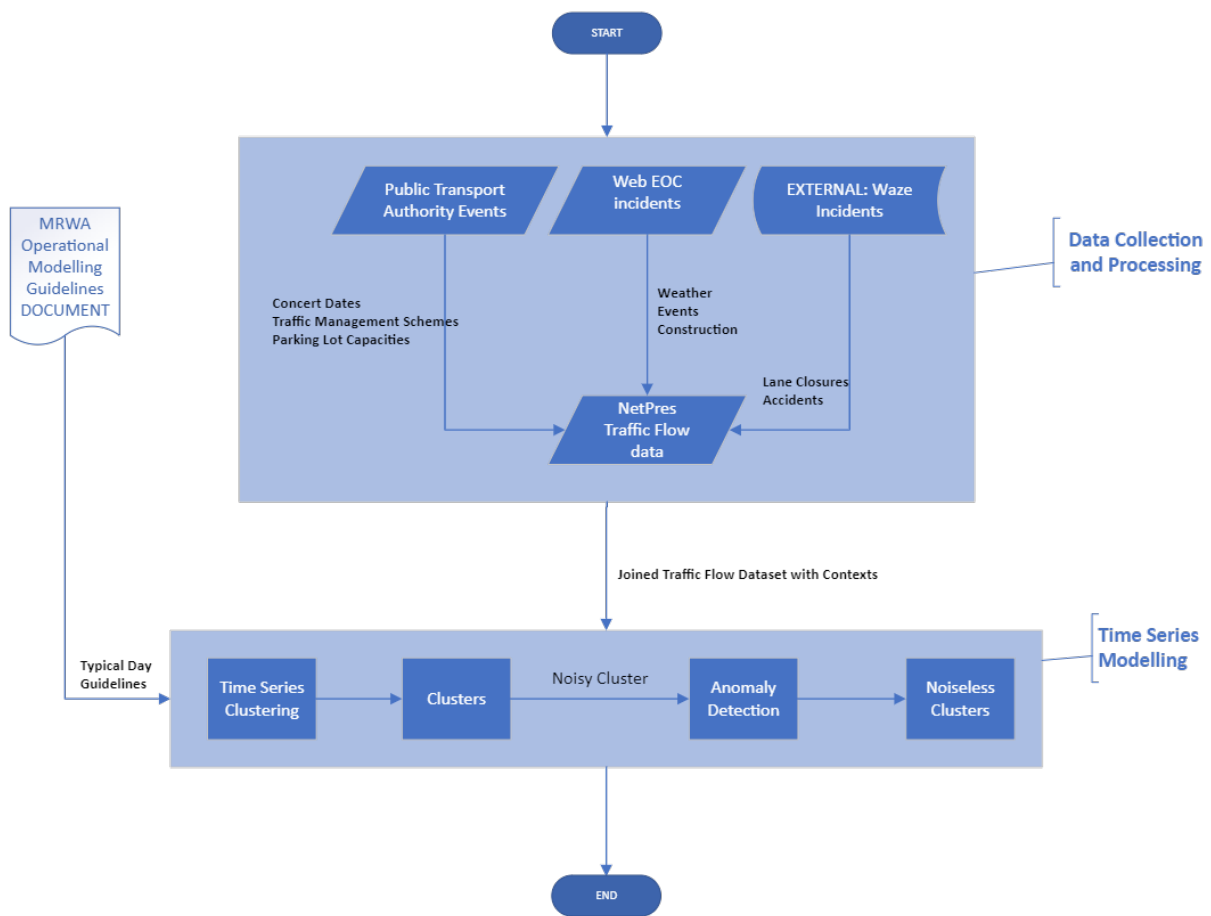 START
Public Transport
Authority Events
Web EOC
incidents
EXTERNAL: Waze
Incidents
MRWA
Operational
Modelling
Guidelines
DOCUMENT
Data Collection
and Processing
Concert Dates
Traffic Management Schemes
Parking Lot Capacities
Weather
Events
Construction
Lane Closures
Accidents
NetPres
Traffic Flow
data
Joined Traffic Flow Dataset with Contexts
Typical Day
Guidelines
Time Series
Modelling
Time Series
Clustering
Clusters
Noisy Cluster
Anomaly
Detection
Noiseless
Clusters
END